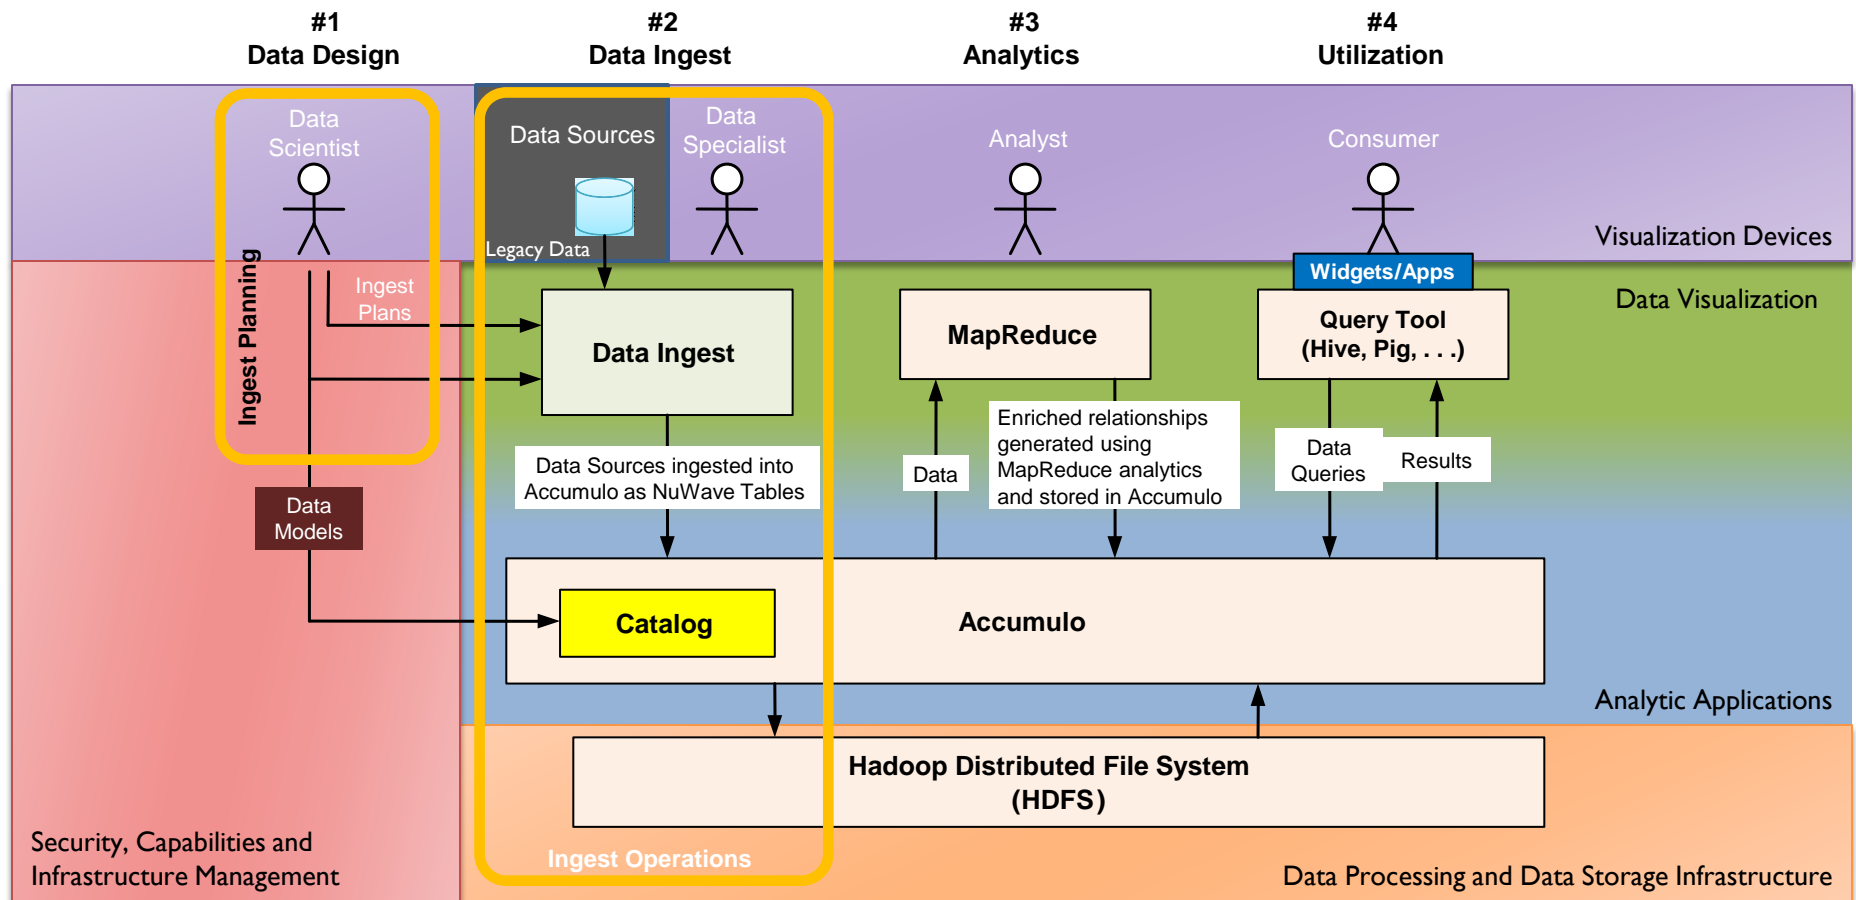 #1
Data Design
#2
Data Ingest
#3
Analytics
#4
Utilization
Data
Scientist
Data Sources
Legacy Data
Data
Specialist
Analyst
Consumer
Visualization Devices
Ingest Planning
Ingest
Plans
Data Ingest
MapReduce
Widgets/Apps
Query Tool
(Hive, Pig, . . .)
Data Visualization
Data Sources ingested into
Accumulo as NuWave Tables
Data
Enriched relationships
generated using
MapReduce analytics
and stored in Accumulo
Data
Queries
Results
Data
Models
Catalog
Accumulo
Analytic Applications
Hadoop Distributed File System
(HDFS)
Ingest Operations
Security, Capabilities and
Infrastructure Management
Data Processing and Data Storage Infrastructure